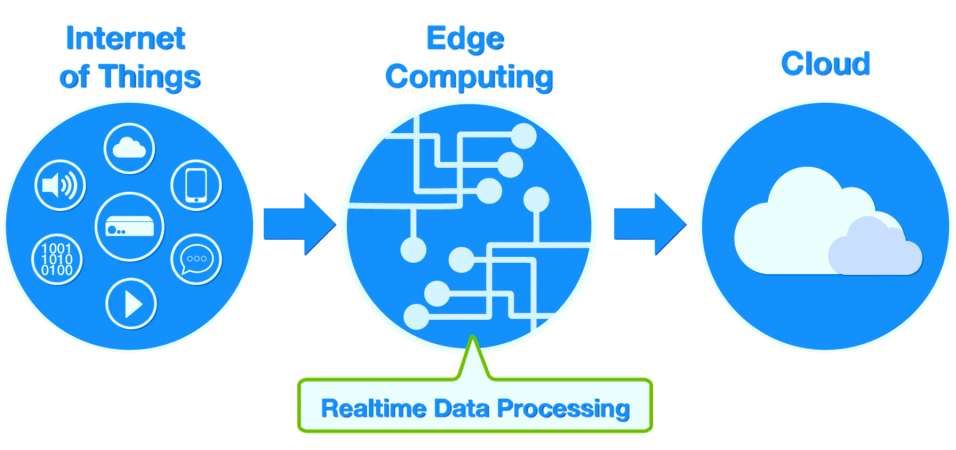 Internet
of Things
Edge
Computing
Cloud
1001
1010
0100
Realtime Data Processing